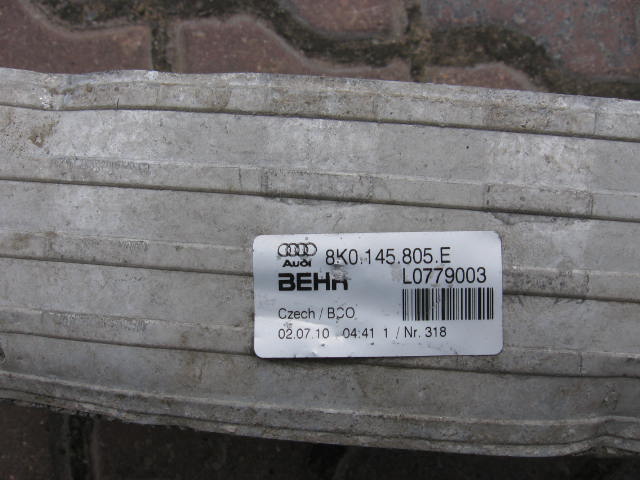 Audi 8K0.145.805.E
BEHR L0779003
Czech / BCO
02.07.10 04:41 1 / Nr. 318